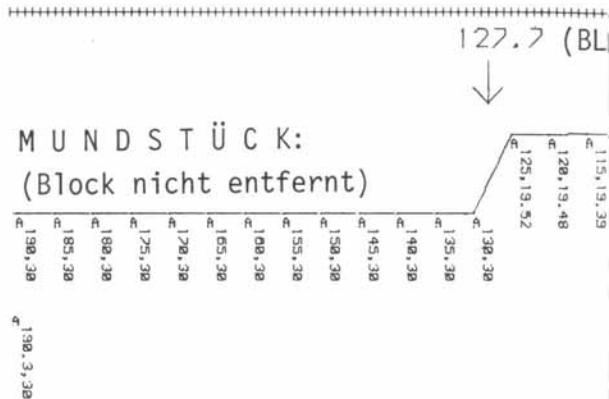 127.7 (BL
M U N D S T Ü C K:
(Block nicht entfernt)
A 125,19.52
A 120,19.48
A 115,19.39
A 190,30
A 185,30
A 180,30
A 175,30
A 170,30
A 165,30
A 160,30
A 155,30
A 150,30
A 145,30
A 140,30
A 135,30
A 130,30
A 190.3,30